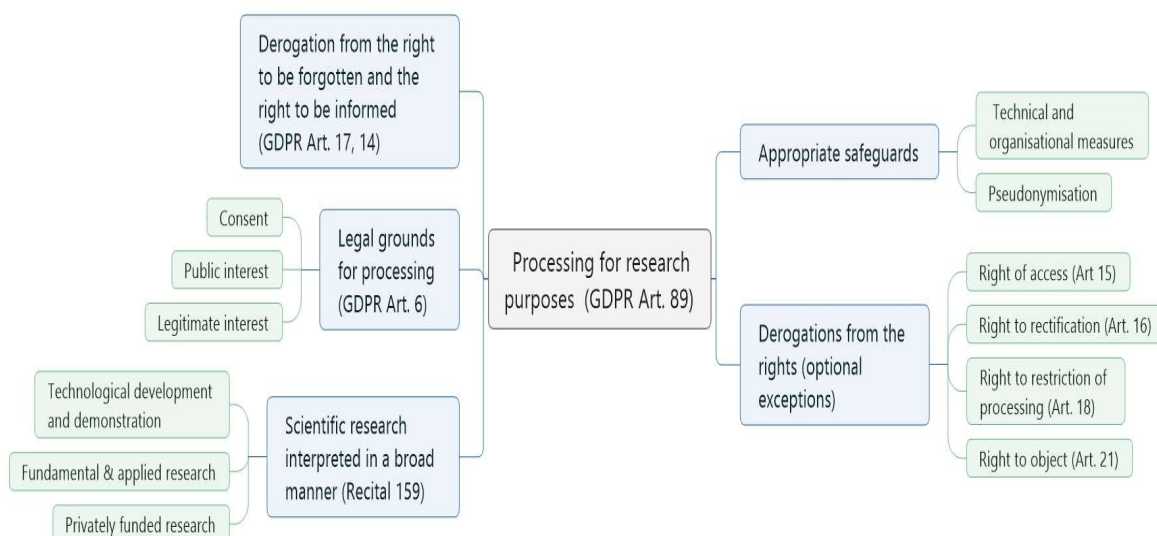 Derogation from the right
to be forgotten and the
right to be informed
(GDPR Art. 17, 14)
Consent
Public interest
Legitimate interest
Legal grounds
for processing
(GDPR Art. 6)
Technological development
and demonstration
Fundamental & applied research
Privately funded research
Scientific research
interpreted in a broad
manner (Recital 159)
Processing for research
purposes (GDPR Art. 89)
Appropriate safeguards
Technical and
organisational measures
Pseudonymisation
Derogations from the
rights (optional
exceptions)
Right of access (Art 15)
Right to rectification (Art. 16)
Right to restriction of
processing (Art. 18)
Right to object (Art. 21)